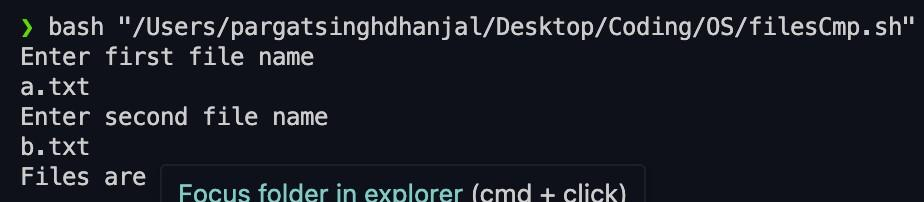 ❯ bash "/Users/pargatsinghdhanjal/Desktop/Coding/OS/filesCmp.sh"
Enter first file name
a.txt
Enter second file name
b.txt
Files are
Focus folder in explorer (cmd + click)